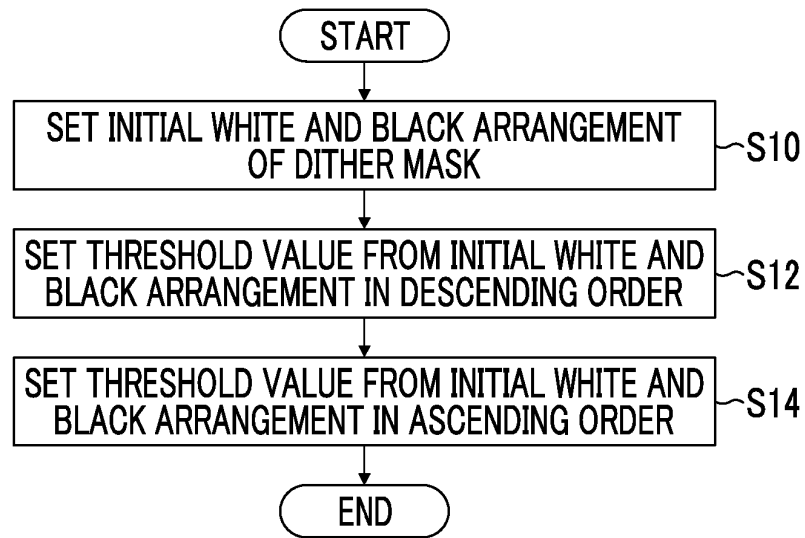 START
SET INITIAL WHITE AND BLACK ARRANGEMENT
OF DITHER MASK
S10
SET THRESHOLD VALUE FROM INITIAL WHITE AND
BLACK ARRANGEMENT IN DESCENDING ORDER
S12
SET THRESHOLD VALUE FROM INITIAL WHITE AND
BLACK ARRANGEMENT IN ASCENDING ORDER
S14
END